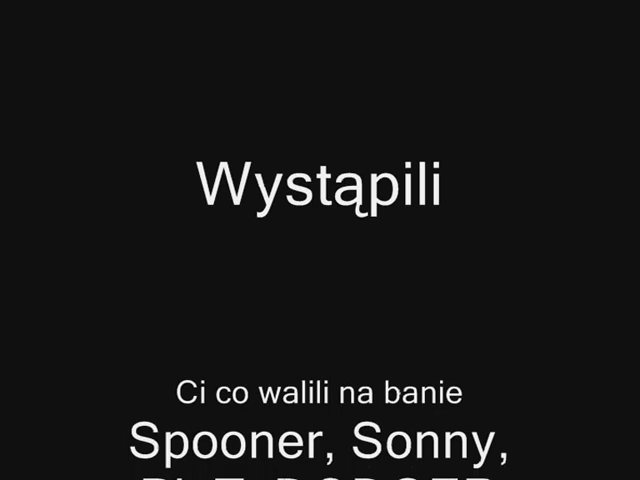 Wystąpili
Ci co walili na banie
Spooner, Sonny,